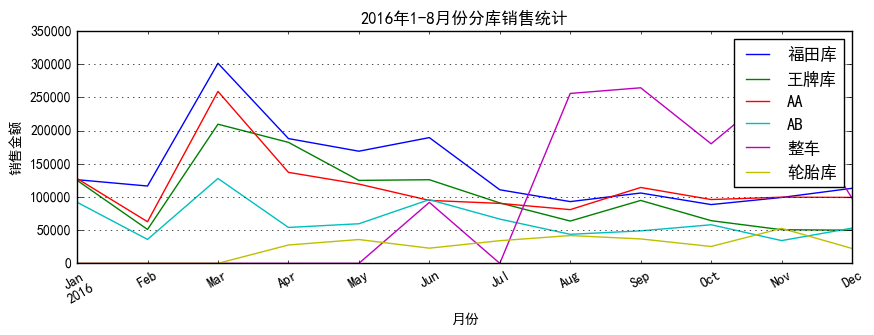 2016年1-8月份分库销售统计
350000
300000
250000
200000
150000
100000
50000
0
销售金额
福田库
王牌库
AA
AB
整车
轮胎库
Jan Feb Mar Apr May Jun Jul Aug Sep Oct Nov Dec
2016
月份